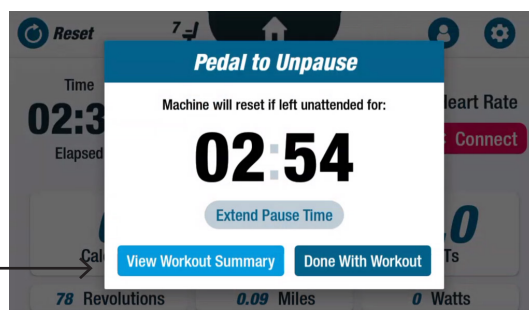 Reset
7
Pedal to Unpause
Time
Machine will reset if left unattended for:
Heart Rate
02:3
02:54
Connect
Elapsed
Extend Pause Time
Cal
View Workout Summary
Done With Workout
Ts
78 Revolutions
0.09 Miles
0 Watts